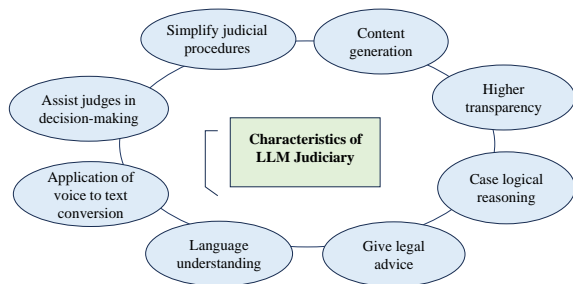 Simplify judicial
procedures
Content
generation
Higher
transparency
Case logical
reasoning
Give legal
advice
Language
understanding
Application of
voice to text
conversion
Assist judges in
decision-making
Characteristics of
LLM Judiciary